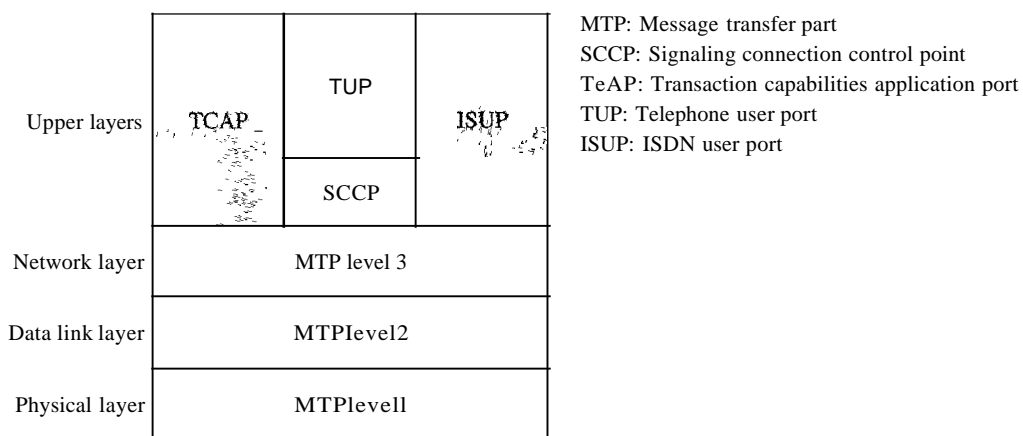 MTP: Message transfer part
SCCP: Signaling connection control point
TeAP: Transaction capabilities application port
TUP: Telephone user port
ISUP: ISDN user port
Upper layers
TCAP
TUP
ISUP
SCCP
Network layer
MTP level 3
Data link layer
MTPIevel2
Physical layer
MTPlevell